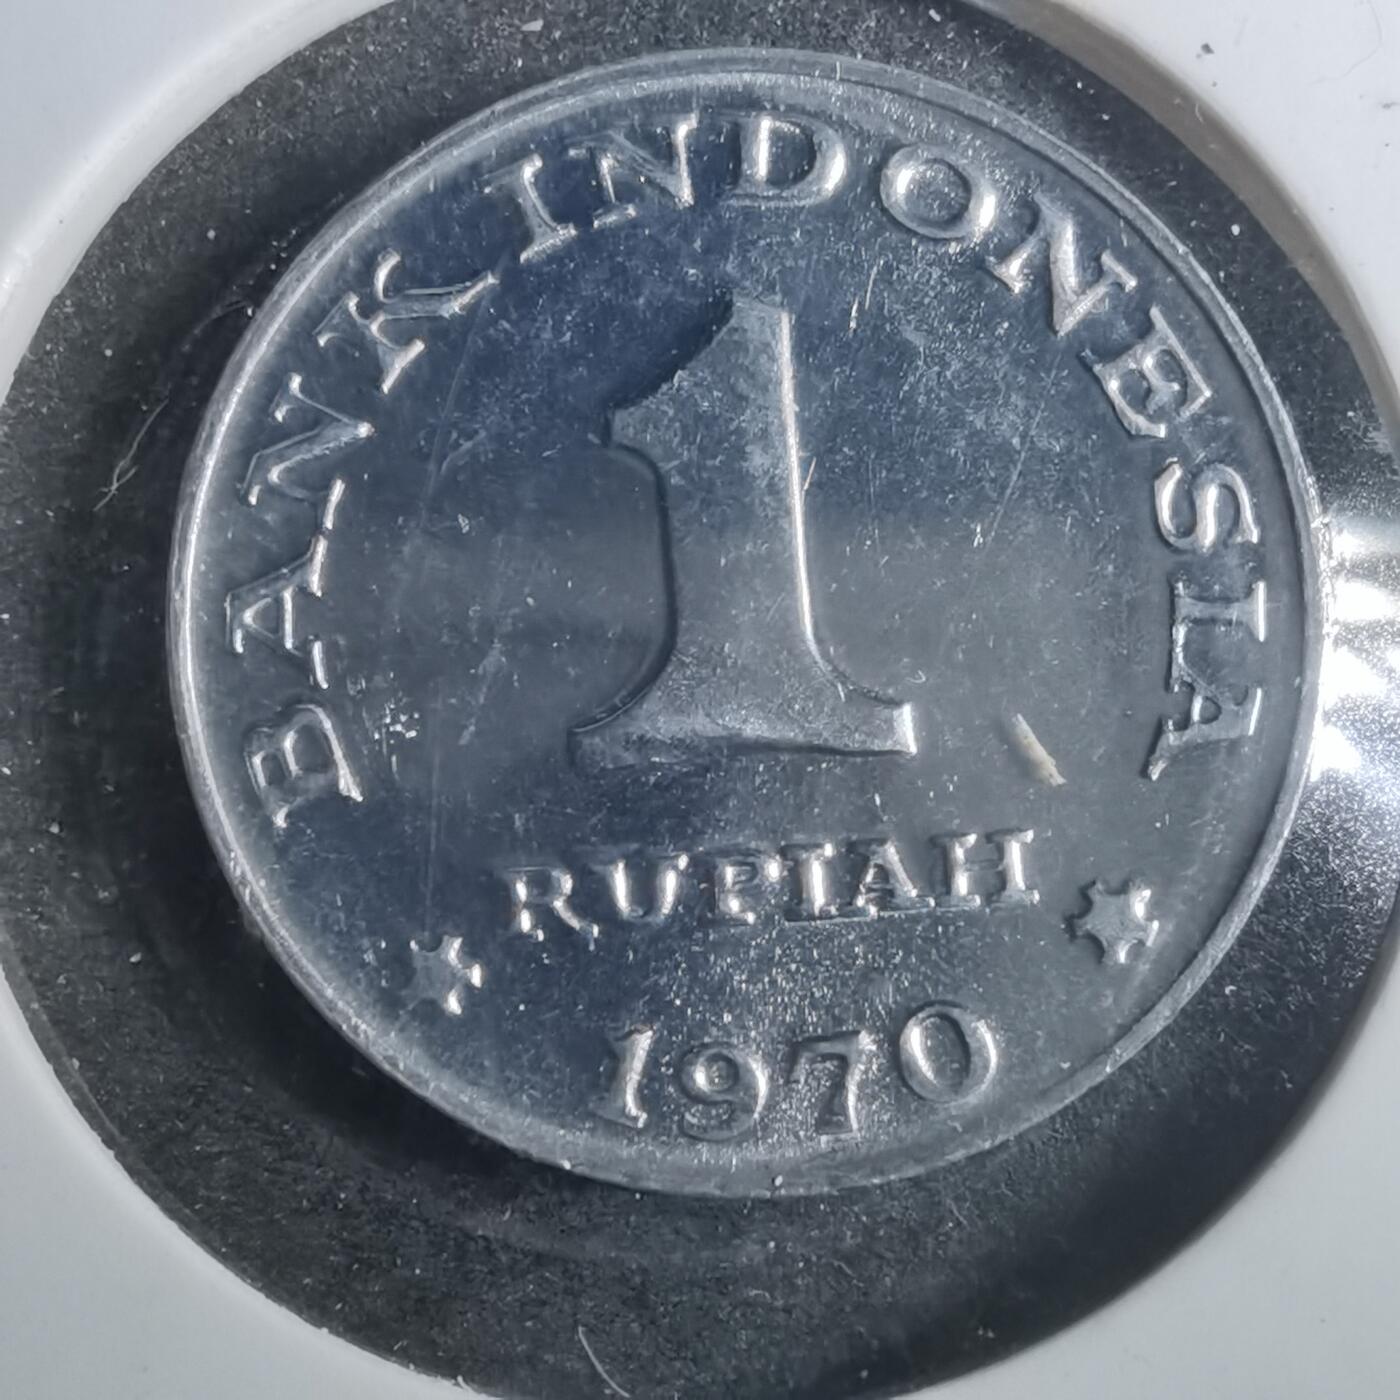 BANK INDONESIA
1
RUPIAH
1970